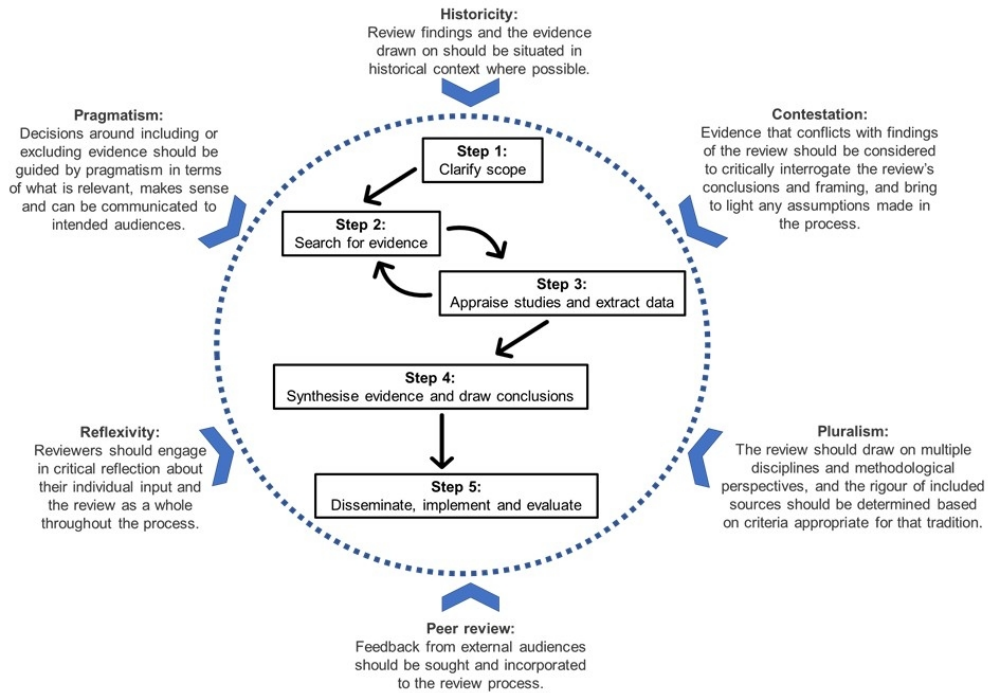 Historicity:
Review findings and the evidence
drawn on should be situated in
historical context where possible.
Pragmatism:
Decisions around including or
excluding evidence should be
guided by pragmatism in terms
of what is relevant, makes sense
and can be communicated to
intended audiences.
Contestation:
Evidence that conflicts with findings
of the review should be considered
to critically interrogate the review's
conclusions and framing, and bring
to light any assumptions made in
the process.
Step 1:
Clarify scope
Step 2:
Search for evidence
Step 3:
Appraise studies and extract data
Step 4:
Synthesise evidence and draw conclusions
Step 5:
Disseminate, implement and evaluate
Reflexivity:
Reviewers should engage
in critical reflection about
their individual input and
the review as a whole
throughout the process.
Pluralism:
The review should draw on multiple
disciplines and methodological
perspectives, and the rigour of included
sources should be determined based
on criteria appropriate for that tradition.
Peer review:
Feedback from external audiences
should be sought and incorporated
to the review process.